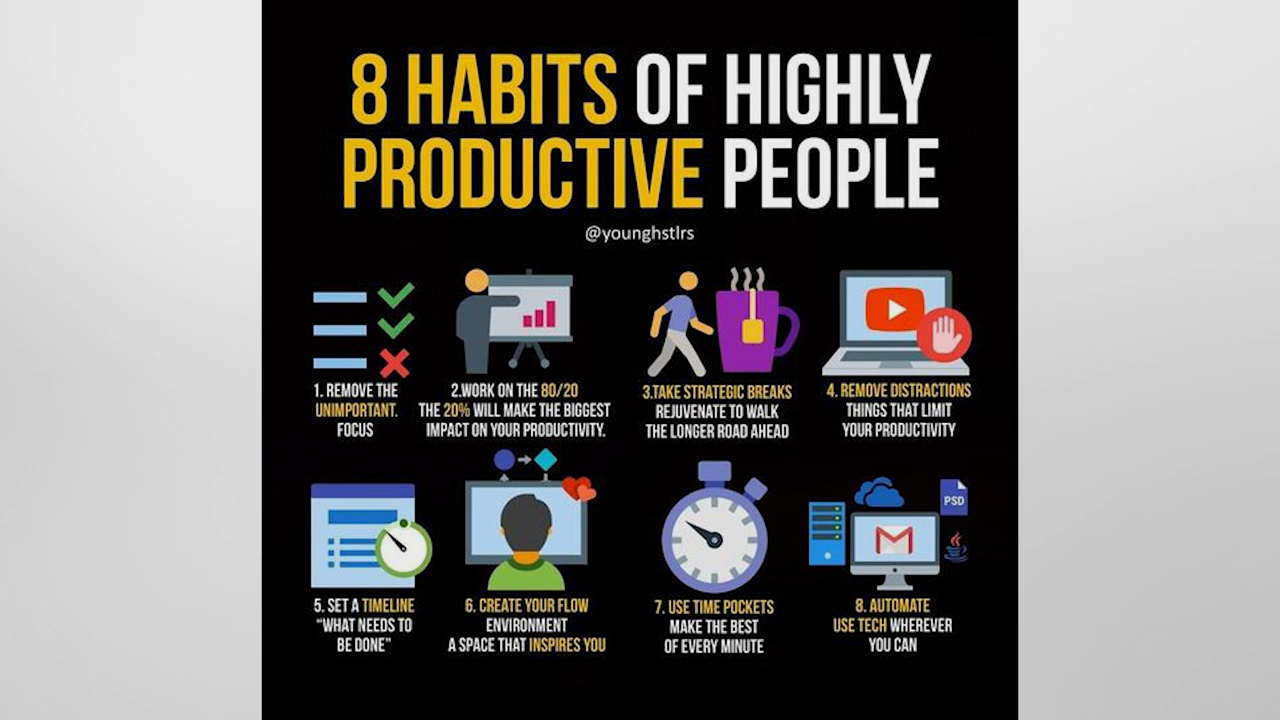 8 HABITS OF HIGHLY
PRODUCTIVE PEOPLE
@younghstlrs
1. REMOVE THE
UNIMPORTANT.
FOCUS
2.WORK ON THE 80/20
THE 20% WILL MAKE THE BIGGEST
IMPACT ON YOUR PRODUCTIVITY.
3.TAKE STRATEGIC BREAKS
REJUVENATE TO WALK
THE LONGER ROAD AHEAD
4. REMOVE DISTRACTIONS
THINGS THAT LIMIT
YOUR PRODUCTIVITY
5. SET A TIMELINE
"WHAT NEEDS TO
BE DONE"
6. CREATE YOUR FLOW
ENVIRONMENT
A SPACE THAT INSPIRES YOU
7. USE TIME POCKETS
MAKE THE BEST
OF EVERY MINUTE
PSD
8. AUTOMATE
USE TECH WHEREVER
YOU CAN